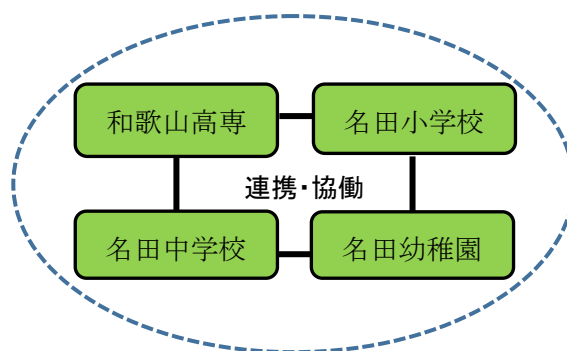 和歌山高専
名田小学校
連携・協働
名田中学校
名田幼稚園